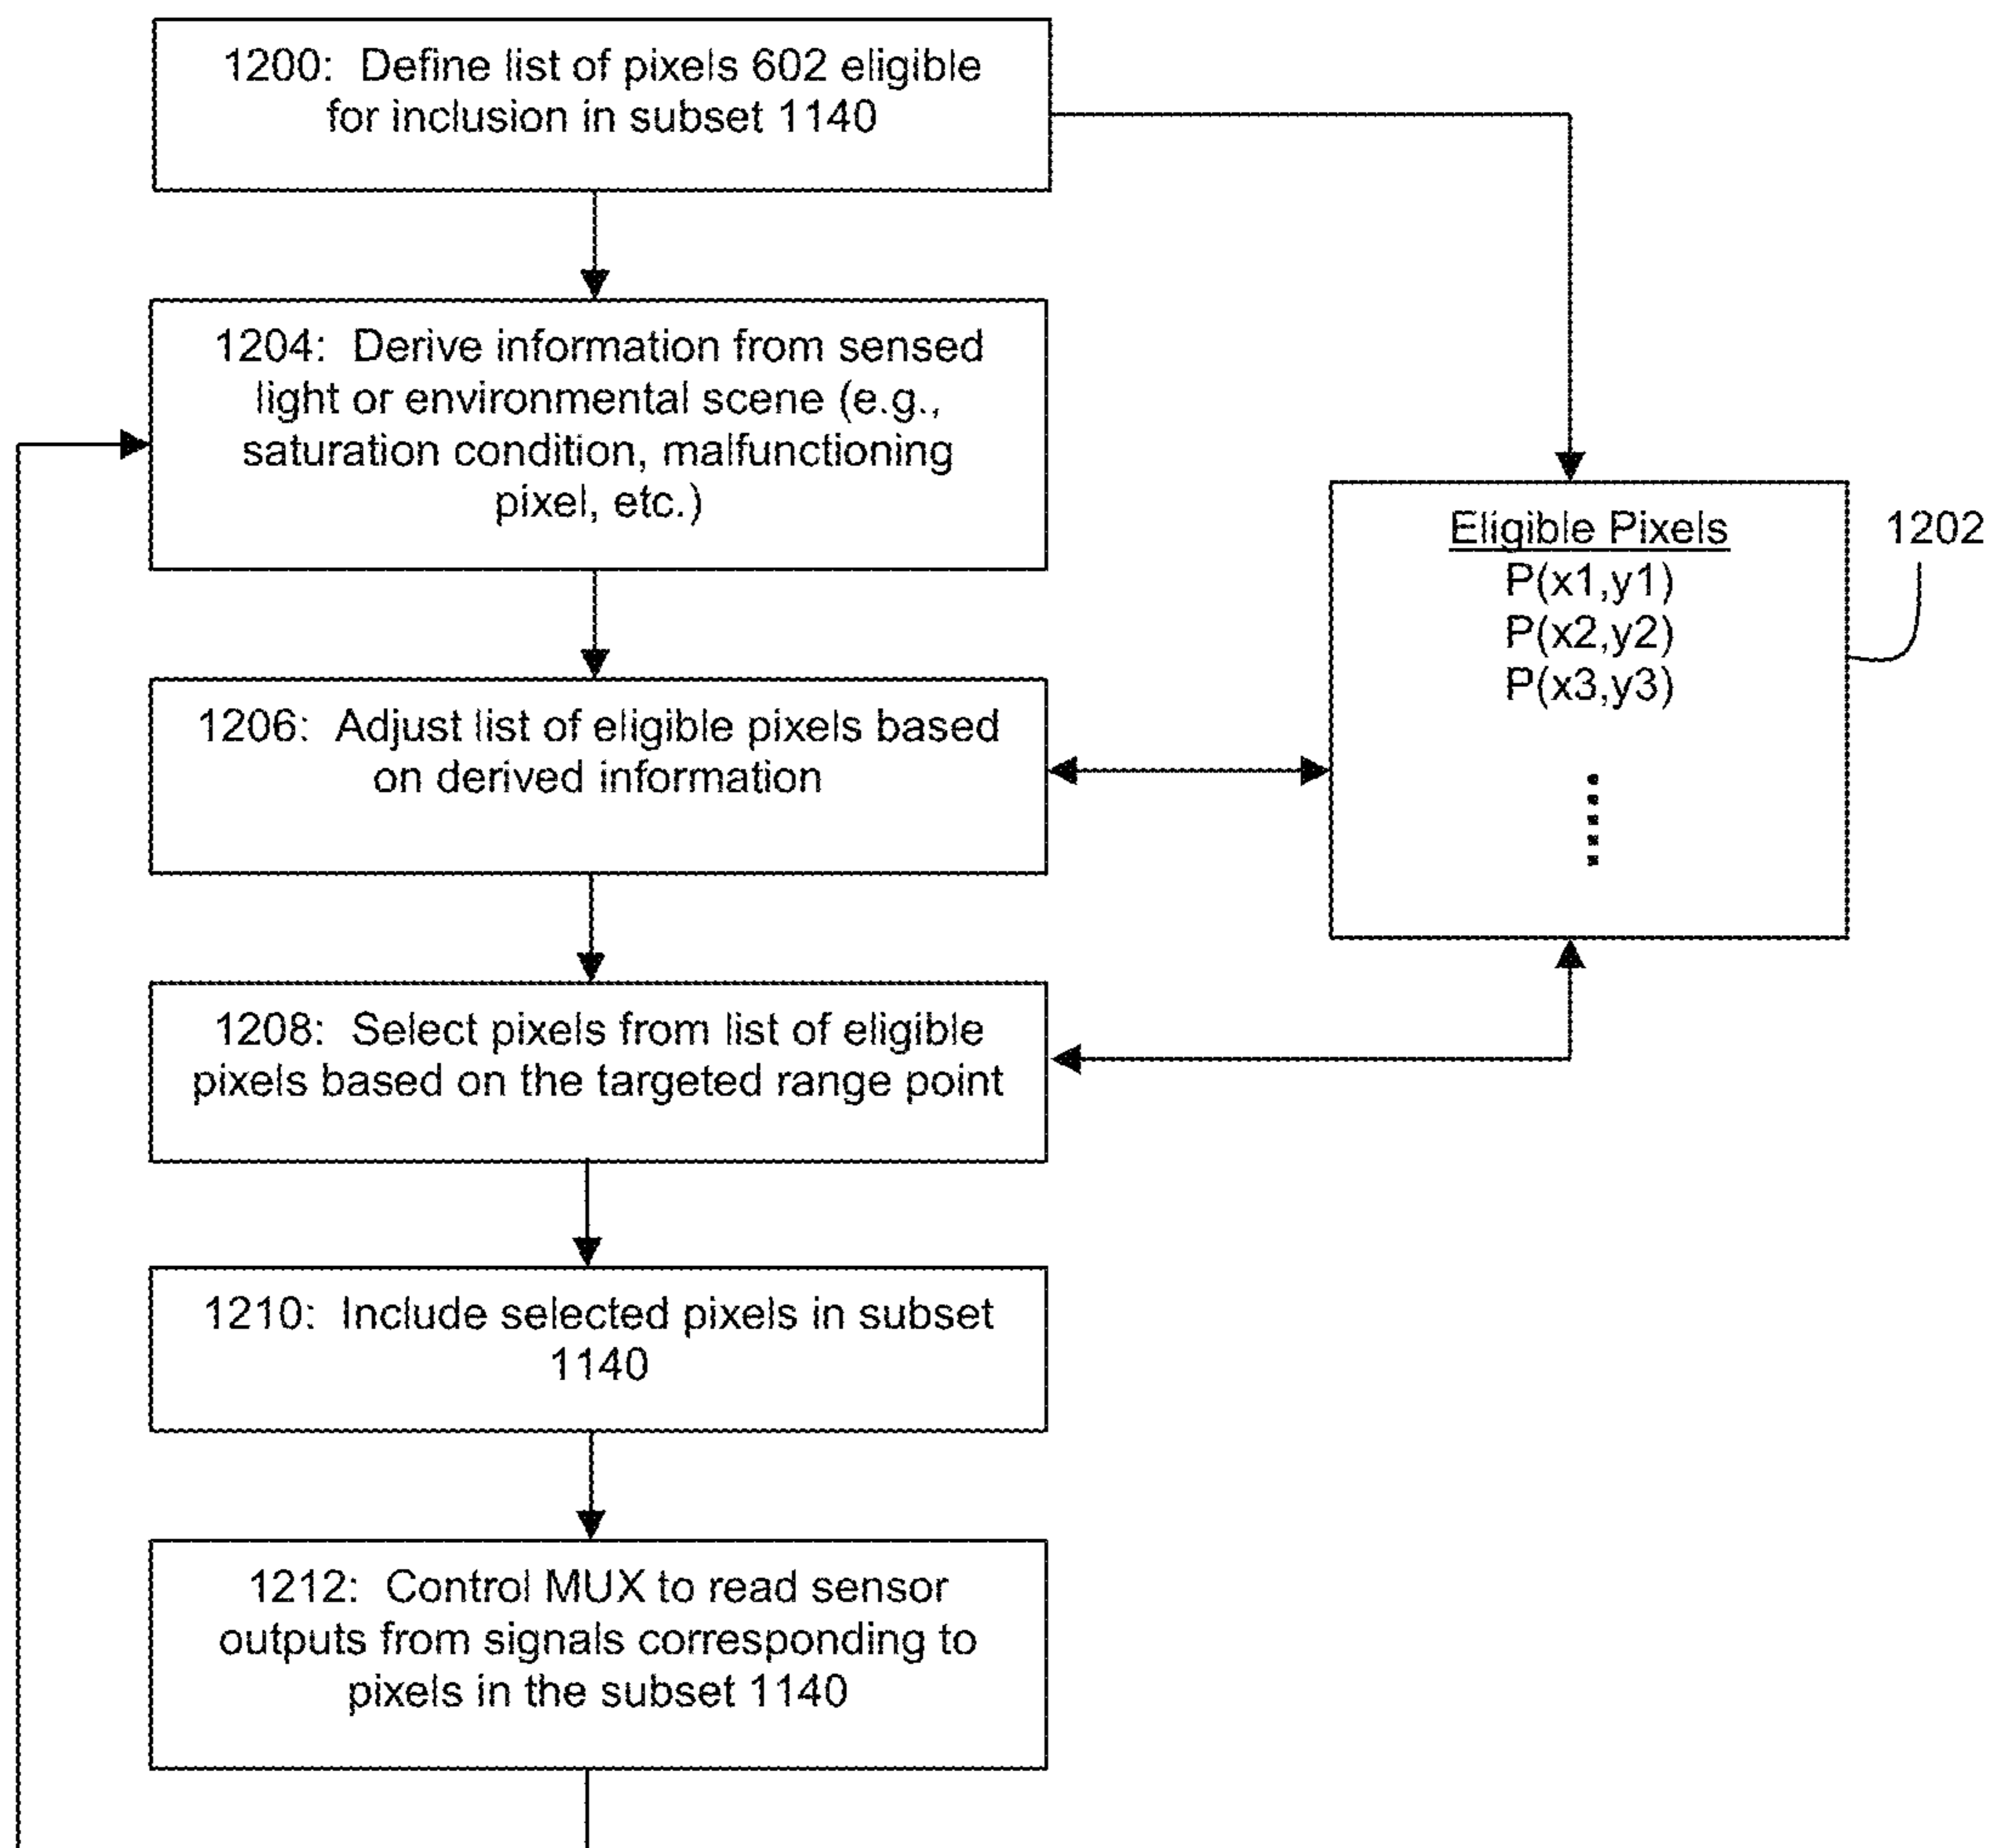 1200: Define list of pixels 602 eligible
for inclusion in subset 1140
1204: Derive information from sensed
light or environmental scene (e.g.,
saturation condition, malfunctioning
pixel, etc.)
Eligible Pixels
P(x1,y1)
P(x2,y2)
P(x3,y3)
1202
1206: Adjust list of eligible pixels based
on derived information
1208: Select pixels from list of eligible
pixels based on the targeted range point
1210: Include selected pixels in subset
1140
1212: Control MUX to read sensor
outputs from signals corresponding to
pixels in the subset 1140